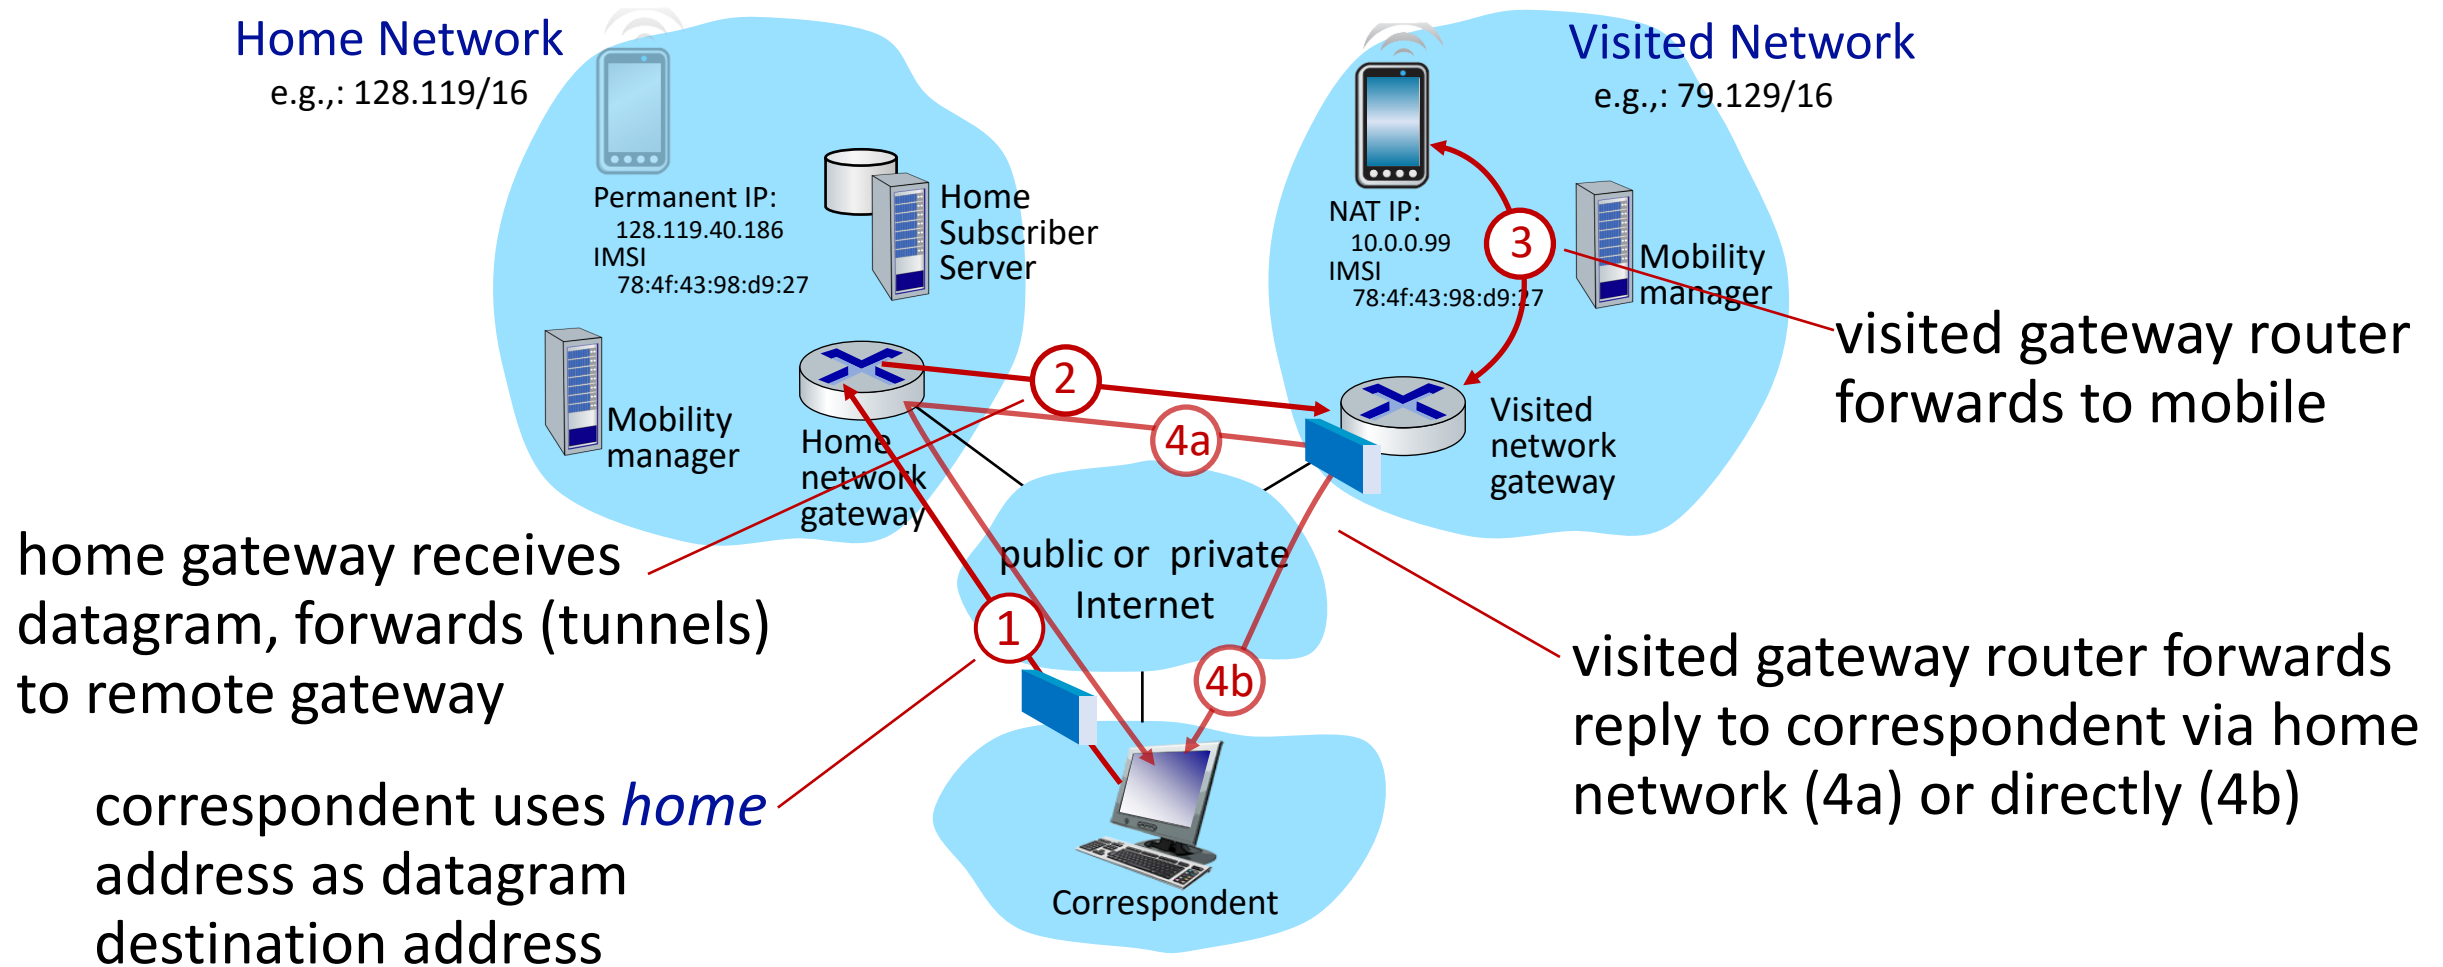 Home Network
e.g.,: 128.119/16
Visited Network
e.g.,: 79.129/16
Permanent IP:
128.119.40.186
IMSI
78:4f:43:98:d9:27
Home
Subscriber
Server
NAT IP:
10.0.0.99
IMSI
78:4f:43:98:d9:27
3
Mobility
manager
visited gateway router
forwards to mobile
Mobility
manager
Home
network
gateway
2
4a
Visited
network
gateway
home gateway receives
datagram, forwards (tunnels)
to remote gateway
public or private
Internet
1
4b
visited gateway router forwards
reply to correspondent via home
network (4a) or directly (4b)
correspondent uses home
address as datagram
destination address
Correspondent